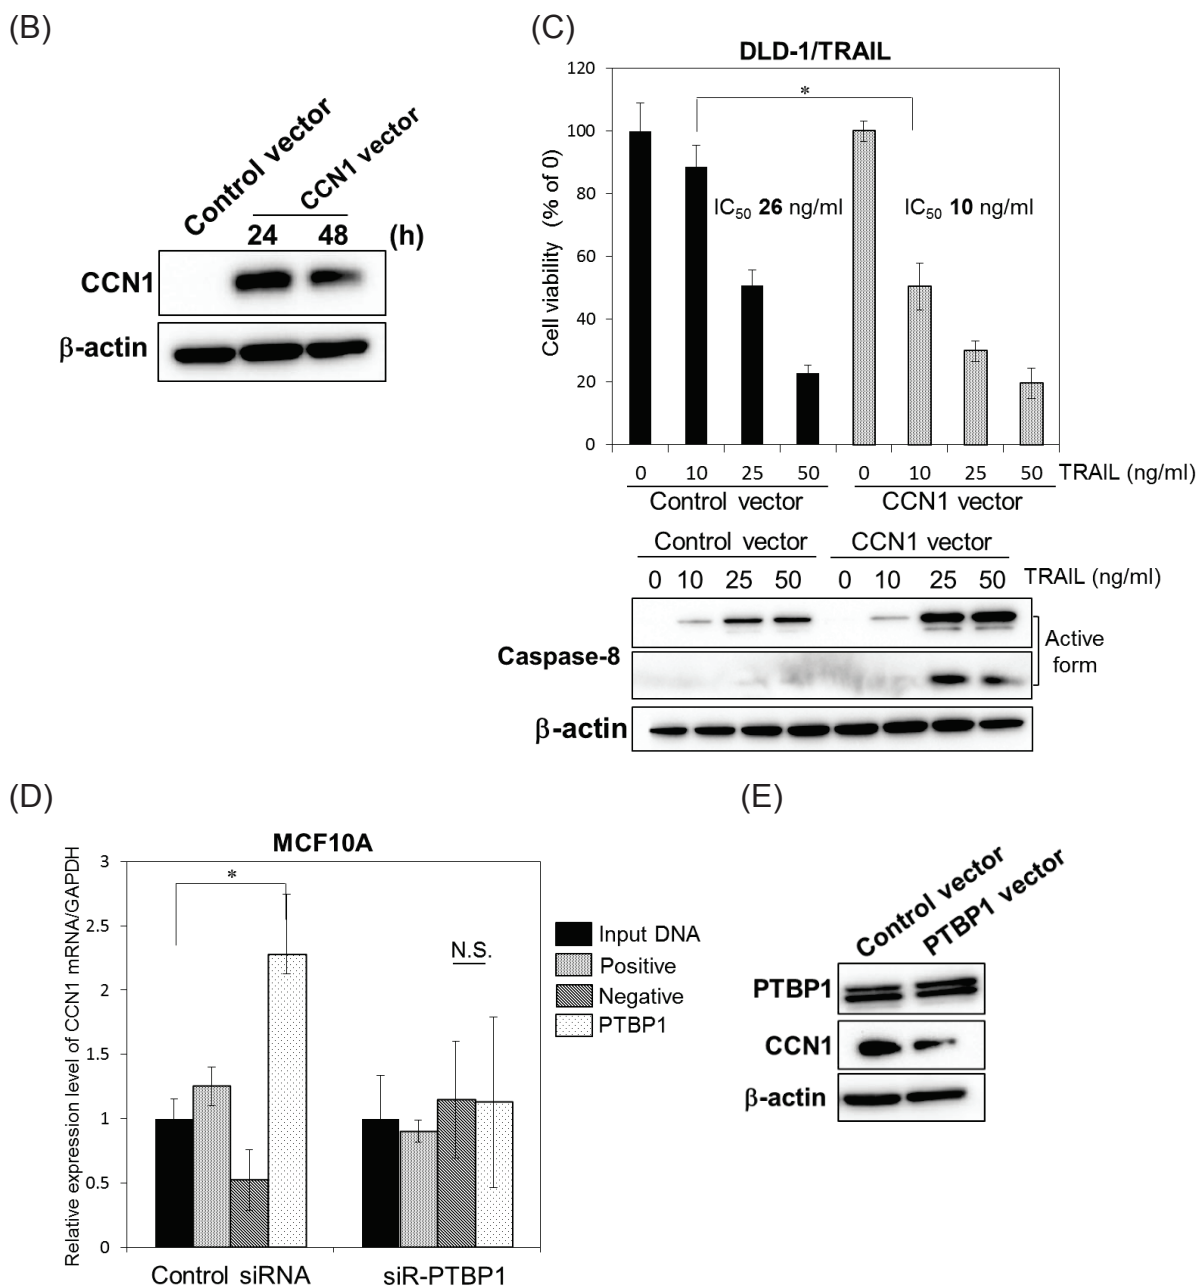 (B)
Control vector
CCN1 vector
24 48 (h)
CCN1
β-actin
(C)
DLD-1/TRAIL
120
100
80
60
40
20
0
Cell viability (% of 0)
*
IC50 26 ng/ml
IC50 10 ng/ml
0 10 25 50 0 10 25 50 TRAIL (ng/ml)
Control vector CCN1 vector
Control vector CCN1 vector
0 10 25 50 0 10 25 50 TRAIL (ng/ml)
Caspase-8
Active
form
β-actin
(D)
MCF10A
Relative expression level of CCN1 mRNA/GAPDH
3
2.5
2
1.5
1
0.5
0
*
N.S.
Input DNA
Positive
Negative
PTBP1
Control siRNA siR-PTBP1
(E)
Control vector
PTBP1 vector
PTBP1
CCN1
β-actin